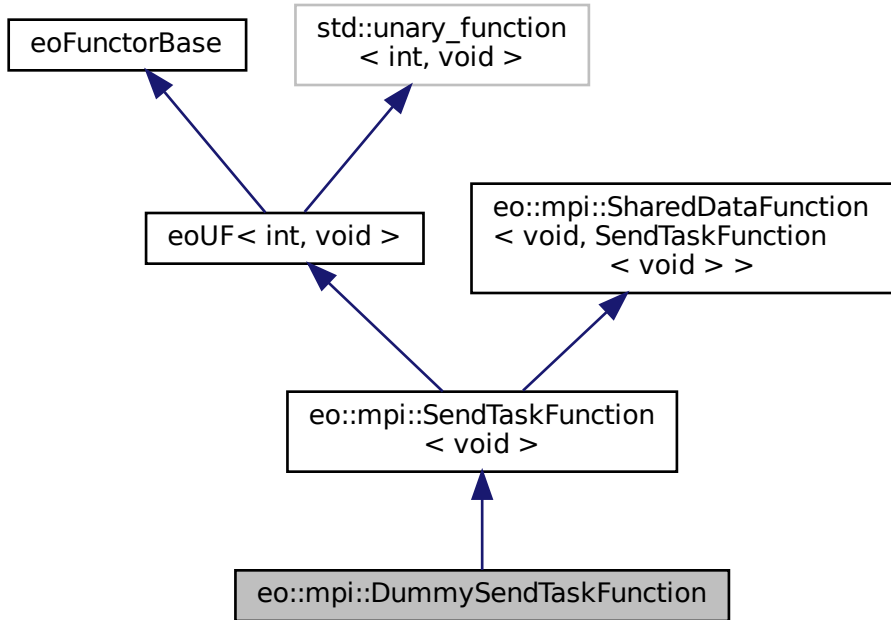 eoFunctorBase
std::unary_function
< int, void >
eoUF< int, void >
eo::mpi::SharedDataFunction
< void, SendTaskFunction
< void > >
eo::mpi::SendTaskFunction
< void >
eo::mpi::DummySendTaskFunction